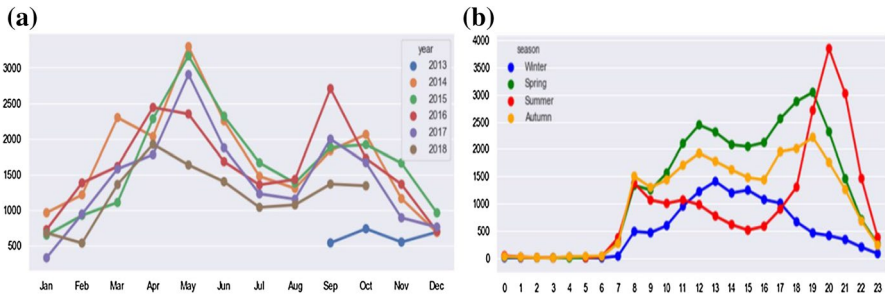 (a)
year
2013
2014
2015
2016
2017
2018
3000
2500
2000
1500
1000
500
Jan Feb Mar Apr May Jun Jul Aug Sep Oct Nov Dec
(b)
season
Winter
Spring
Summer
Autumn
4000
3500
3000
2500
2000
1500
1000
500
0
0 1 2 3 4 5 6 7 8 9 10 11 12 13 14 15 16 17 18 19 20 21 22 23